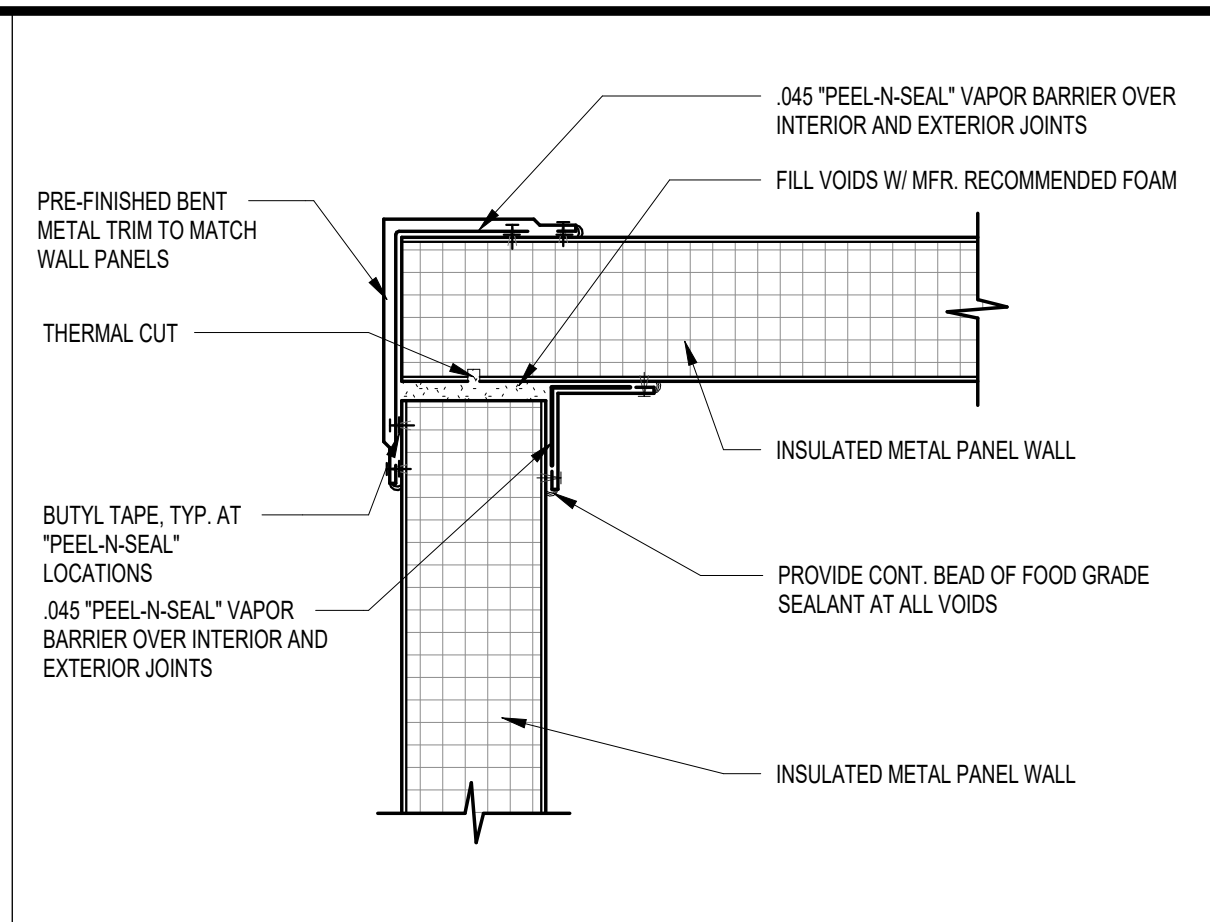 .045 "PEEL-N-SEAL" VAPOR BARRIER OVER
INTERIOR AND EXTERIOR JOINTS
FILL VOIDS W/ MFR. RECOMMENDED FOAM
PRE-FINISHED BENT
METAL TRIM TO MATCH
WALL PANELS
THERMAL CUT
INSULATED METAL PANEL WALL
BUTYL TAPE, TYP. AT
"PEEL-N-SEAL"
LOCATIONS
PROVIDE CONT. BEAD OF FOOD GRADE
SEALANT AT ALL VOIDS
.045 "PEEL-N-SEAL" VAPOR
BARRIER OVER INTERIOR AND
EXTERIOR JOINTS
INSULATED METAL PANEL WALL